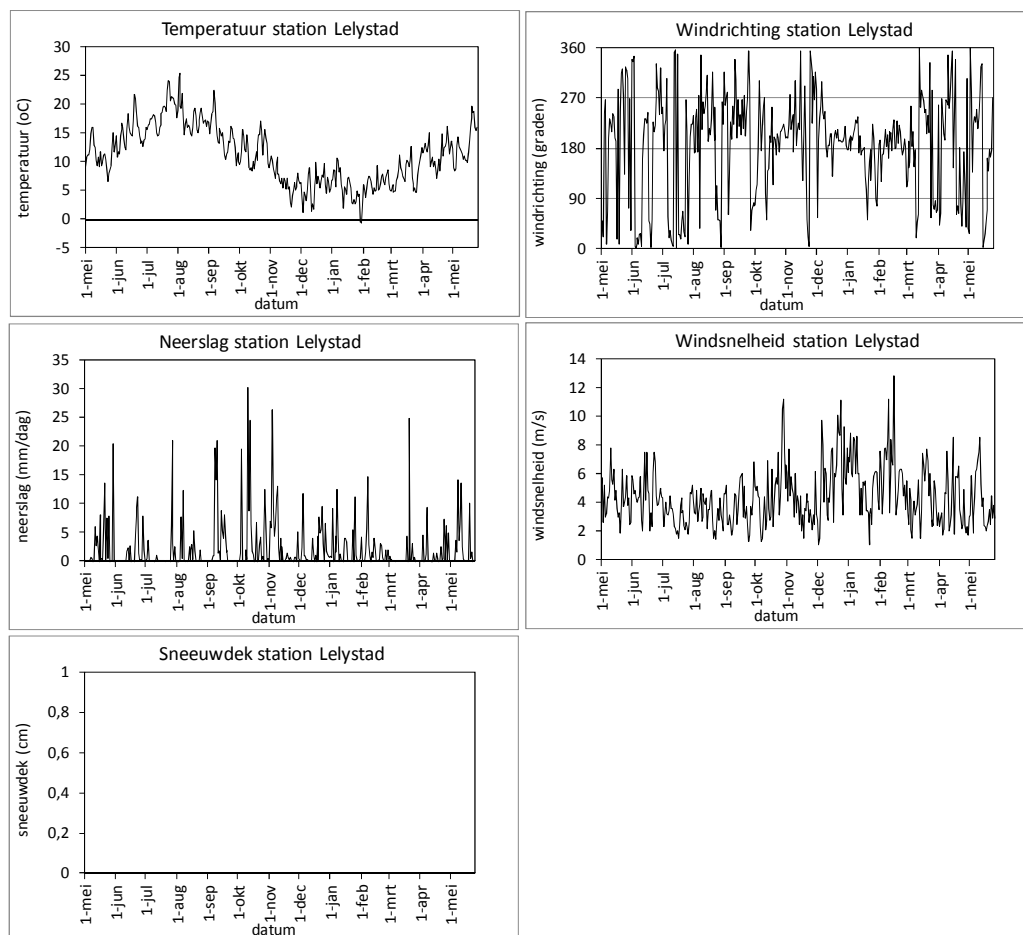 Temperatuur station Lelystad
temperatuur (oC)
30
25
20
15
10
5
0
-5
1-mei
1-jun
1-jul
1-aug
1-sep
1-okt
1-nov
1-dec
1-jan
1-feb
1-mrt
1-apr
1-mei
datum
Windrichting station Lelystad
windrichting (graden)
360
270
180
90
0
1-mei
1-jun
1-jul
1-aug
1-sep
1-okt
1-nov
1-dec
1-jan
1-feb
1-mrt
1-apr
1-mei
datum
Neerslag station Lelystad
neerslag (mm/dag)
35
30
25
20
15
10
5
0
1-mei
1-jun
1-jul
1-aug
1-sep
1-okt
1-nov
1-dec
1-jan
1-feb
1-mrt
1-apr
1-mei
datum
Windsnelheid station Lelystad
windsnelheid (m/s)
14
12
10
8
6
4
2
0
1-mei
1-jun
1-jul
1-aug
1-sep
1-okt
1-nov
1-dec
1-jan
1-feb
1-mrt
1-apr
1-mei
datum
Sneeuwdek station Lelystad
sneeuwdek (cm)
1
0,8
0,6
0,4
0,2
0
1-mei
1-jun
1-jul
1-aug
1-sep
1-okt
1-nov
1-dec
1-jan
1-feb
1-mrt
1-apr
1-mei
datum